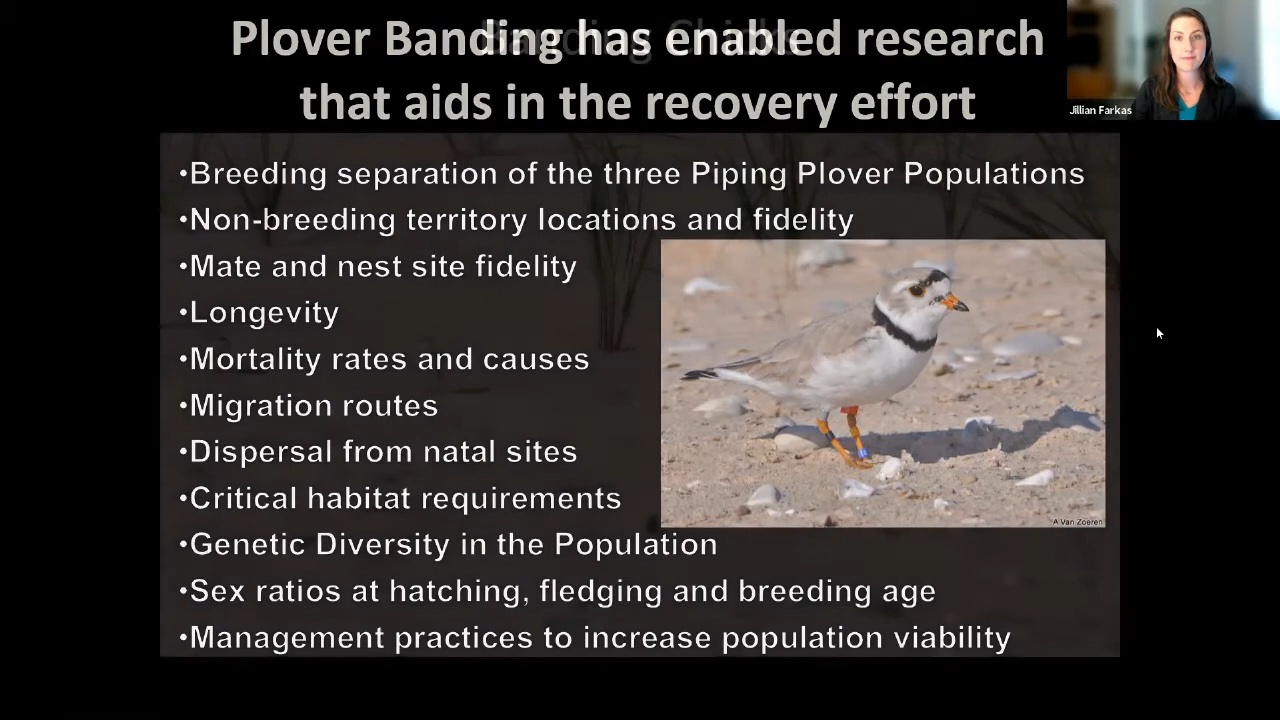 Plover Banding has enabled research
that aids in the recovery effort
Jillian Farkas
•Breeding separation of the three Piping Plover Populations
•Non-breeding territory locations and fidelity
•Mate and nest site fidelity
•Longevity
•Mortality rates and causes
•Migration routes
•Dispersal from natal sites
•Critical habitat requirements
A Van Zoeren
•Genetic Diversity in the Population
•Sex ratios at hatching, fledging and breeding age
•Management practices to increase population viability